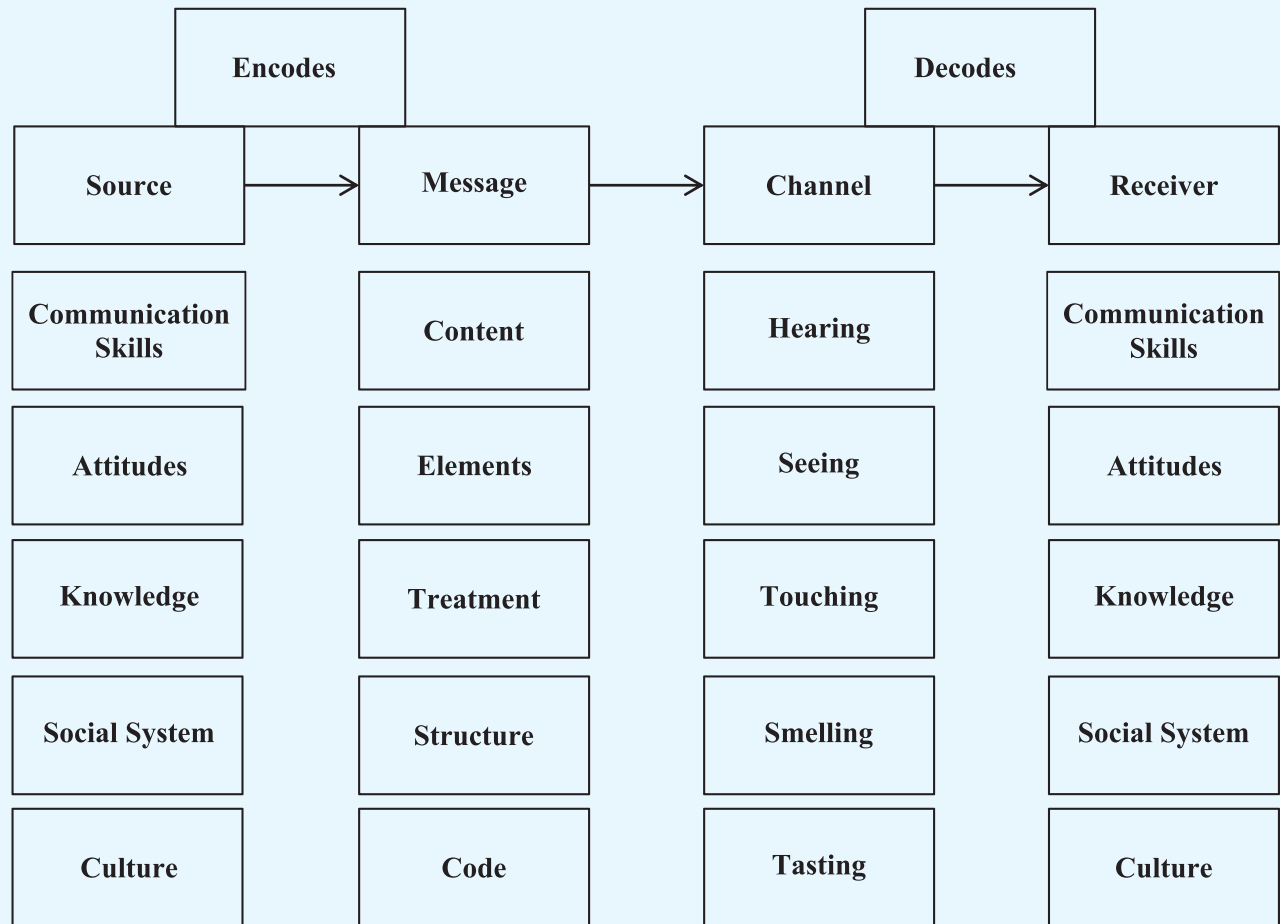 Encodes
Decodes
Source
Message
Channel
Receiver
Communication
Skills
Content
Hearing
Communication
Skills
Attitudes
Elements
Seeing
Attitudes
Knowledge
Treatment
Touching
Knowledge
Social System
Structure
Smelling
Social System
Culture
Code
Tasting
Culture